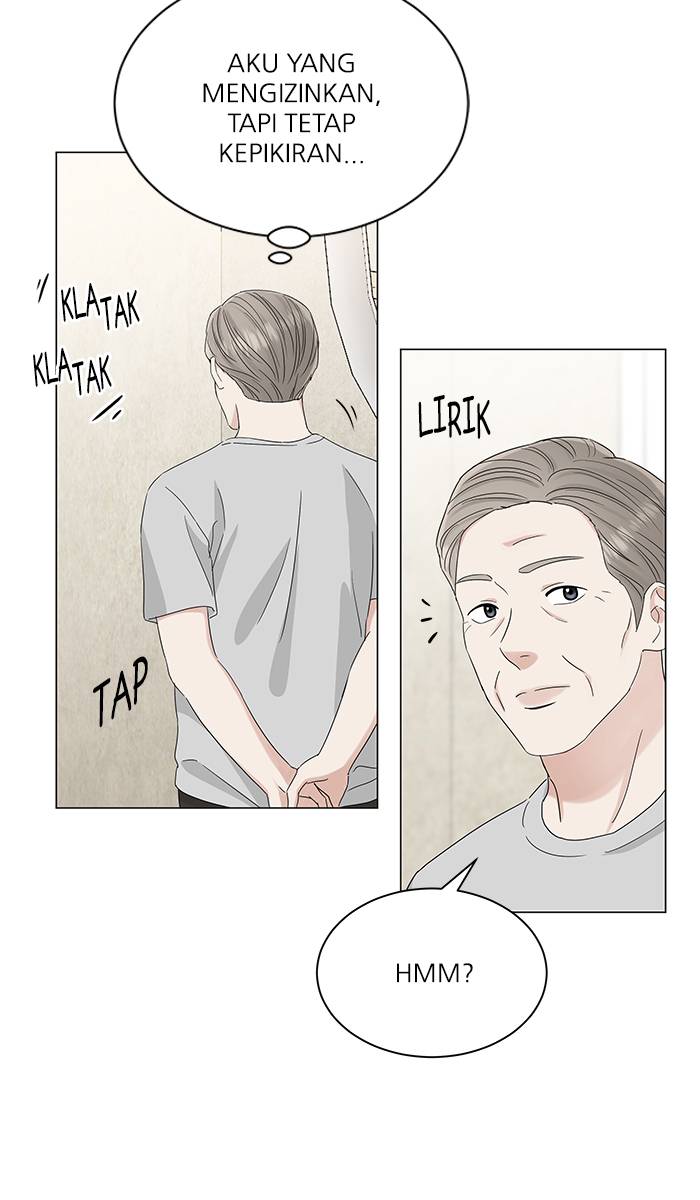 AKU YANG
MENGIZINKAN,
TAPI TETAP
KEPIKIRAN...
KLATAK
KLATAK
LIRIK
TAP
HMM?